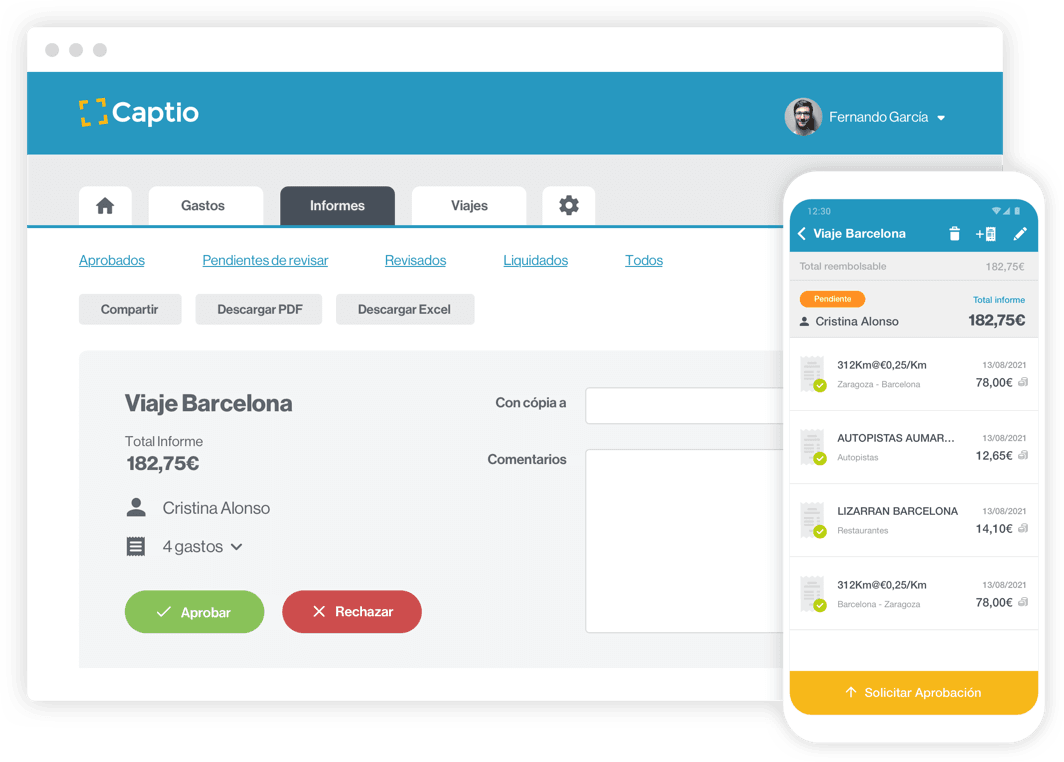 Captio
Fernando García
Gastos
Informes
Viajes
Aprobados
Pendientes de revisar
Revisados
Liquidados
Todos
Compartir
Descargar PDF
Descargar Excel
Viaje Barcelona
Total Informe
182,75€
Cristina Alonso
4 gastos
Aprobar
Rechazar
Con cópia a
Comentarios
12:30
Viaje Barcelona
Total reembolsable 182,75€
Pendiente Total informe
Cristina Alonso 182,75€
312Km@€0,25/Km 13/08/2021
Zaragoza - Barcelona 78,00€
AUTOPISTAS AUMAR... 13/08/2021
Autopistas 12,65€
LIZARRAN BARCELONA 13/08/2021
Restaurantes 14,10€
312Km@€0,25/Km 13/08/2021
Barcelona - Zaragoza 78,00€
Solicitar Aprobación